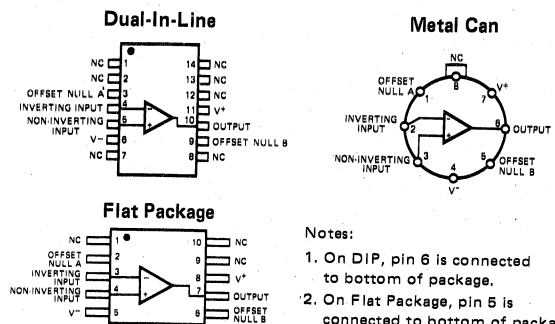 Dual-In-Line
NC 1 14 NC
NC 2 13 NC
OFFSET NULL A 3 12 NC
INVERTING INPUT 4 11 V+
NON-INVERTING INPUT 5 10 OUTPUT
V− 6 9 OFFSET NULL B
NC 7 8 NC
Metal Can
NC
8
OFFSET
NULL A 1
7 V+
INVERTING
INPUT 2
6 OUTPUT
NON-INVERTING
INPUT 3
5 OFFSET
NULL B
4
V−
Flat Package
NC 1 10 NC
OFFSET
NULL A 2 9 NC
INVERTING
INPUT 3 8 V+
NON-INVERTING
INPUT 4 7 OUTPUT
V− 5 6 OFFSET
NULL B
Notes:
1. On DIP, pin 6 is connected
to bottom of package.
2. On Flat Package, pin 5 is
connected to bottom of packa